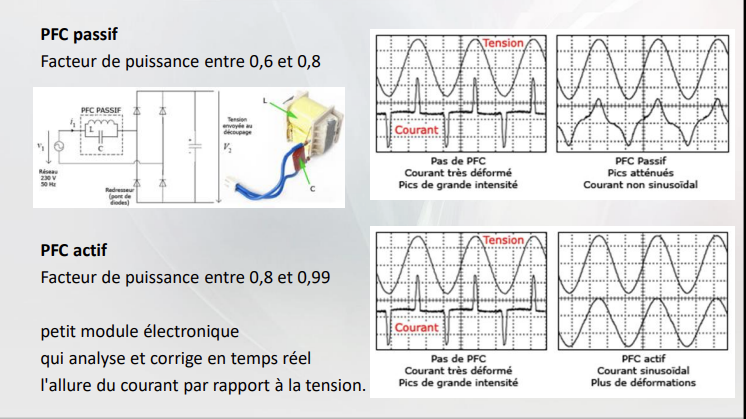 PFC passif
Facteur de puissance entre 0,6 et 0,8
PFC PASSIF
i1
L
C
v1
Réseau
230 V
50 Hz
Redresseur
(pont de
diodes)
+
Tension
envoyée au
découpage
V2
L
C
Tension
Courant
Pas de PFC
Courant très déformé
Pics de grande intensité
PFC Passif
Pics atténués
Courant non sinusoïdal
PFC actif
Facteur de puissance entre 0,8 et 0,99
petit module électronique
qui analyse et corrige en temps réel
l'allure du courant par rapport à la tension.
Tension
Courant
Pas de PFC
Courant très déformé
Pics de grande intensité
PFC actif
Courant sinusoïdal
Plus de déformations